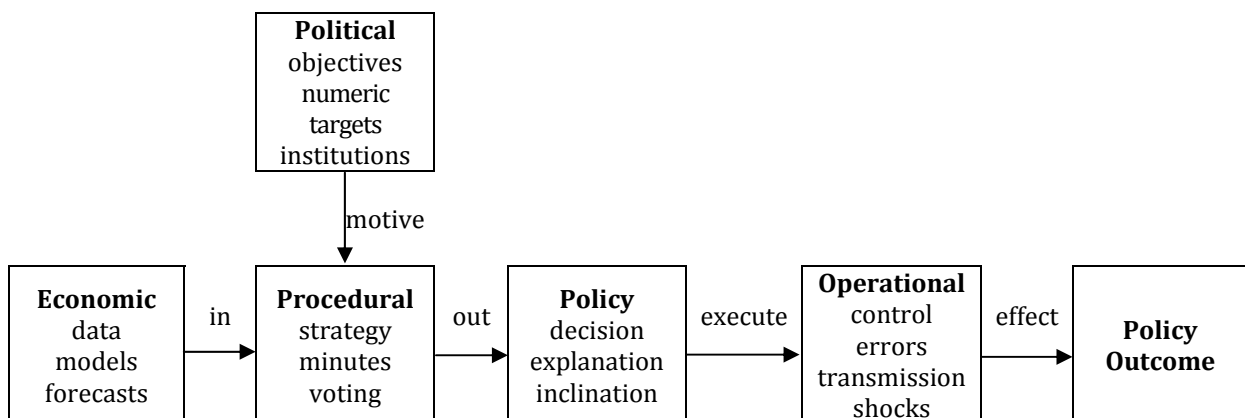 Political
objectives
numeric
targets
institutions
motive
Economic
data
models
forecasts
in
Procedural
strategy
minutes
voting
out
Policy
decision
explanation
inclination
execute
Operational
control
errors
transmission
shocks
effect
Policy
Outcome